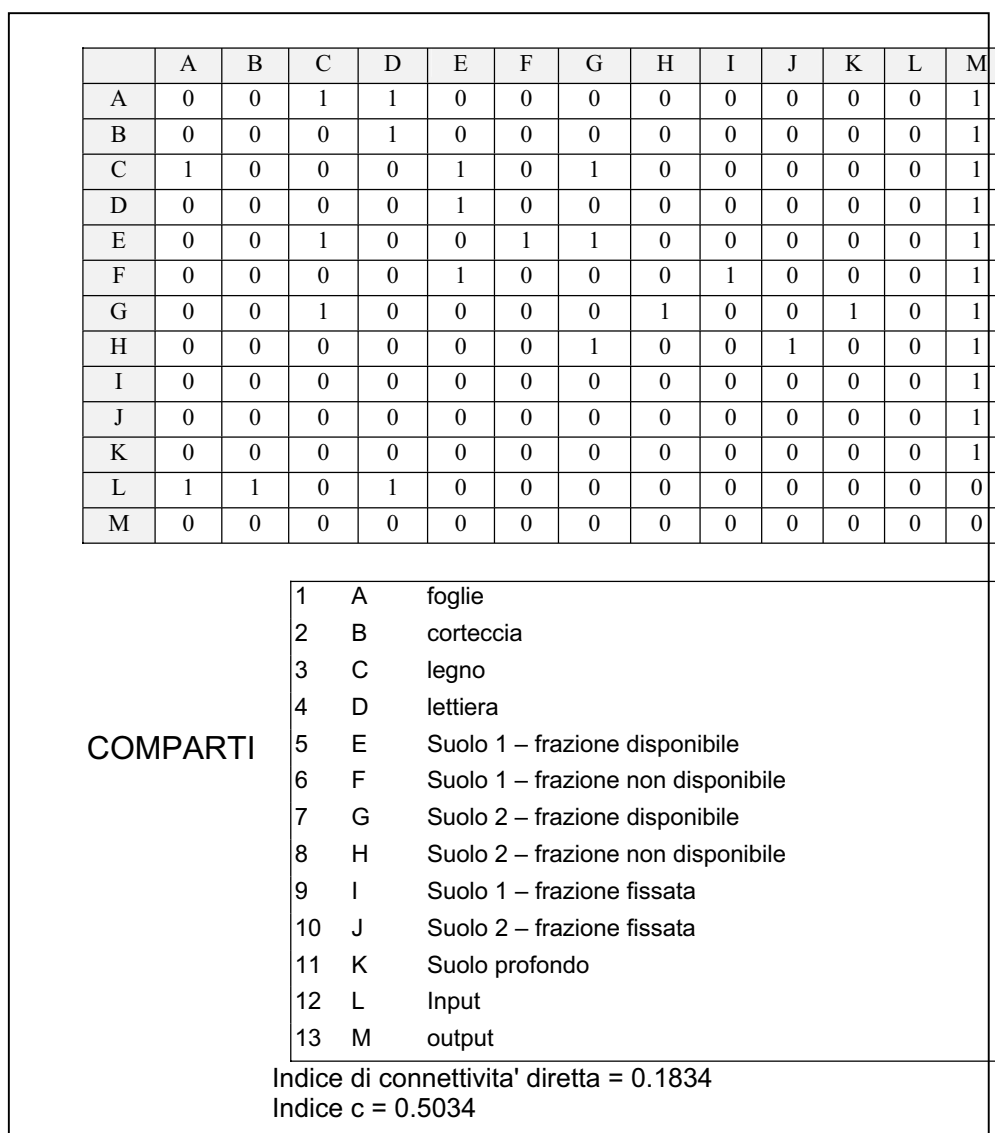 A B C D E F G H I J K L M
A 0 0 1 1 0 0 0 0 0 0 0 0 1
B 0 0 0 1 0 0 0 0 0 0 0 0 1
C 1 0 0 0 1 0 1 0 0 0 0 0 1
D 0 0 0 0 1 0 0 0 0 0 0 0 1
E 0 0 1 0 0 1 1 0 0 0 0 0 1
F 0 0 0 0 1 0 0 0 1 0 0 0 1
G 0 0 1 0 0 0 0 1 0 0 1 0 1
H 0 0 0 0 0 0 1 0 0 1 0 0 1
I 0 0 0 0 0 0 0 0 0 0 0 0 1
J 0 0 0 0 0 0 0 0 0 0 0 0 1
K 0 0 0 0 0 0 0 0 0 0 0 0 1
L 1 1 0 1 0 0 0 0 0 0 0 0 0
M 0 0 0 0 0 0 0 0 0 0 0 0 0
COMPARTI
1 A foglie
2 B corteccia
3 C legno
4 D lettiera
5 E Suolo 1 – frazione disponibile
6 F Suolo 1 – frazione non disponibile
7 G Suolo 2 – frazione disponibile
8 H Suolo 2 – frazione non disponibile
9 I Suolo 1 – frazione fissata
10 J Suolo 2 – frazione fissata
11 K Suolo profondo
12 L Input
13 M output
Indice di connettivita' diretta = 0.1834
Indice c = 0.5034